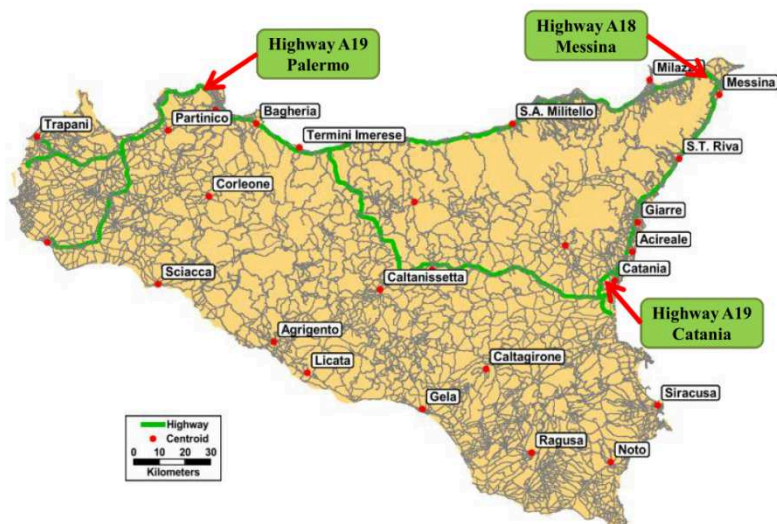 Highway A19
Palermo
Highway A18
Messina
Milazzo
Messina
Trapani
Partinico
Bagheria
S.A. Militello
Termini Imerese
S.T. Riva
Corleone
Giarre
Acireale
Sciacca
Caltanissetta
Catania
Highway A19
Catania
Agrigento
Licata
Caltagirone
Gela
Siracusa
Ragusa
Noto
Highway
Centroid
0 10 20 30
Kilometers